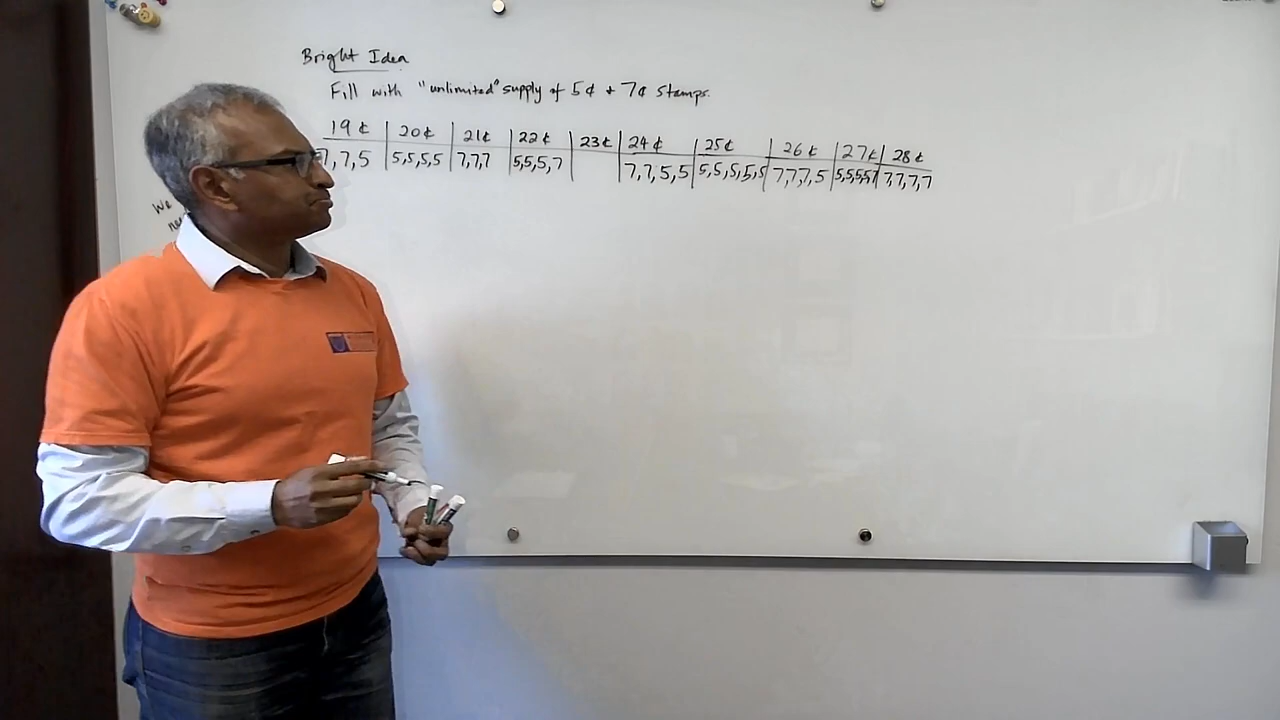 Bright Idea
Fill with "unlimited" supply of 5¢ + 7¢ stamps.
19¢ 20¢ 21¢ 22¢ 23¢ 24¢ 25¢ 26¢ 27¢ 28¢
7,7,5 5,5,5,5 7,7,7 5,5,5,7 7,7,5,5 5,5,5,5,5 7,7,7,5 5,5,5,5,7 7,7,7,7
We